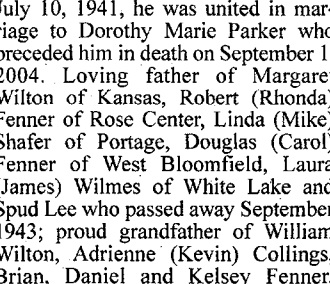 July 10, 1941, he was united in mar-
riage to Dorothy Marie Parker who
preceded him in death on September 1,
2004. Loving father of Margaret
Wilton of Kansas, Robert (Rhonda)
Fenner of Rose Center, Linda (Mike)
Shafer of Portage, Douglas (Carol)
Fenner of West Bloomfield, Laura
(James) Wilmes of White Lake and
Spud Lee who passed away September
1943; proud grandfather of William
Wilton, Adrienne (Kevin) Collings,
Brian, Daniel and Kelsey Fenner,